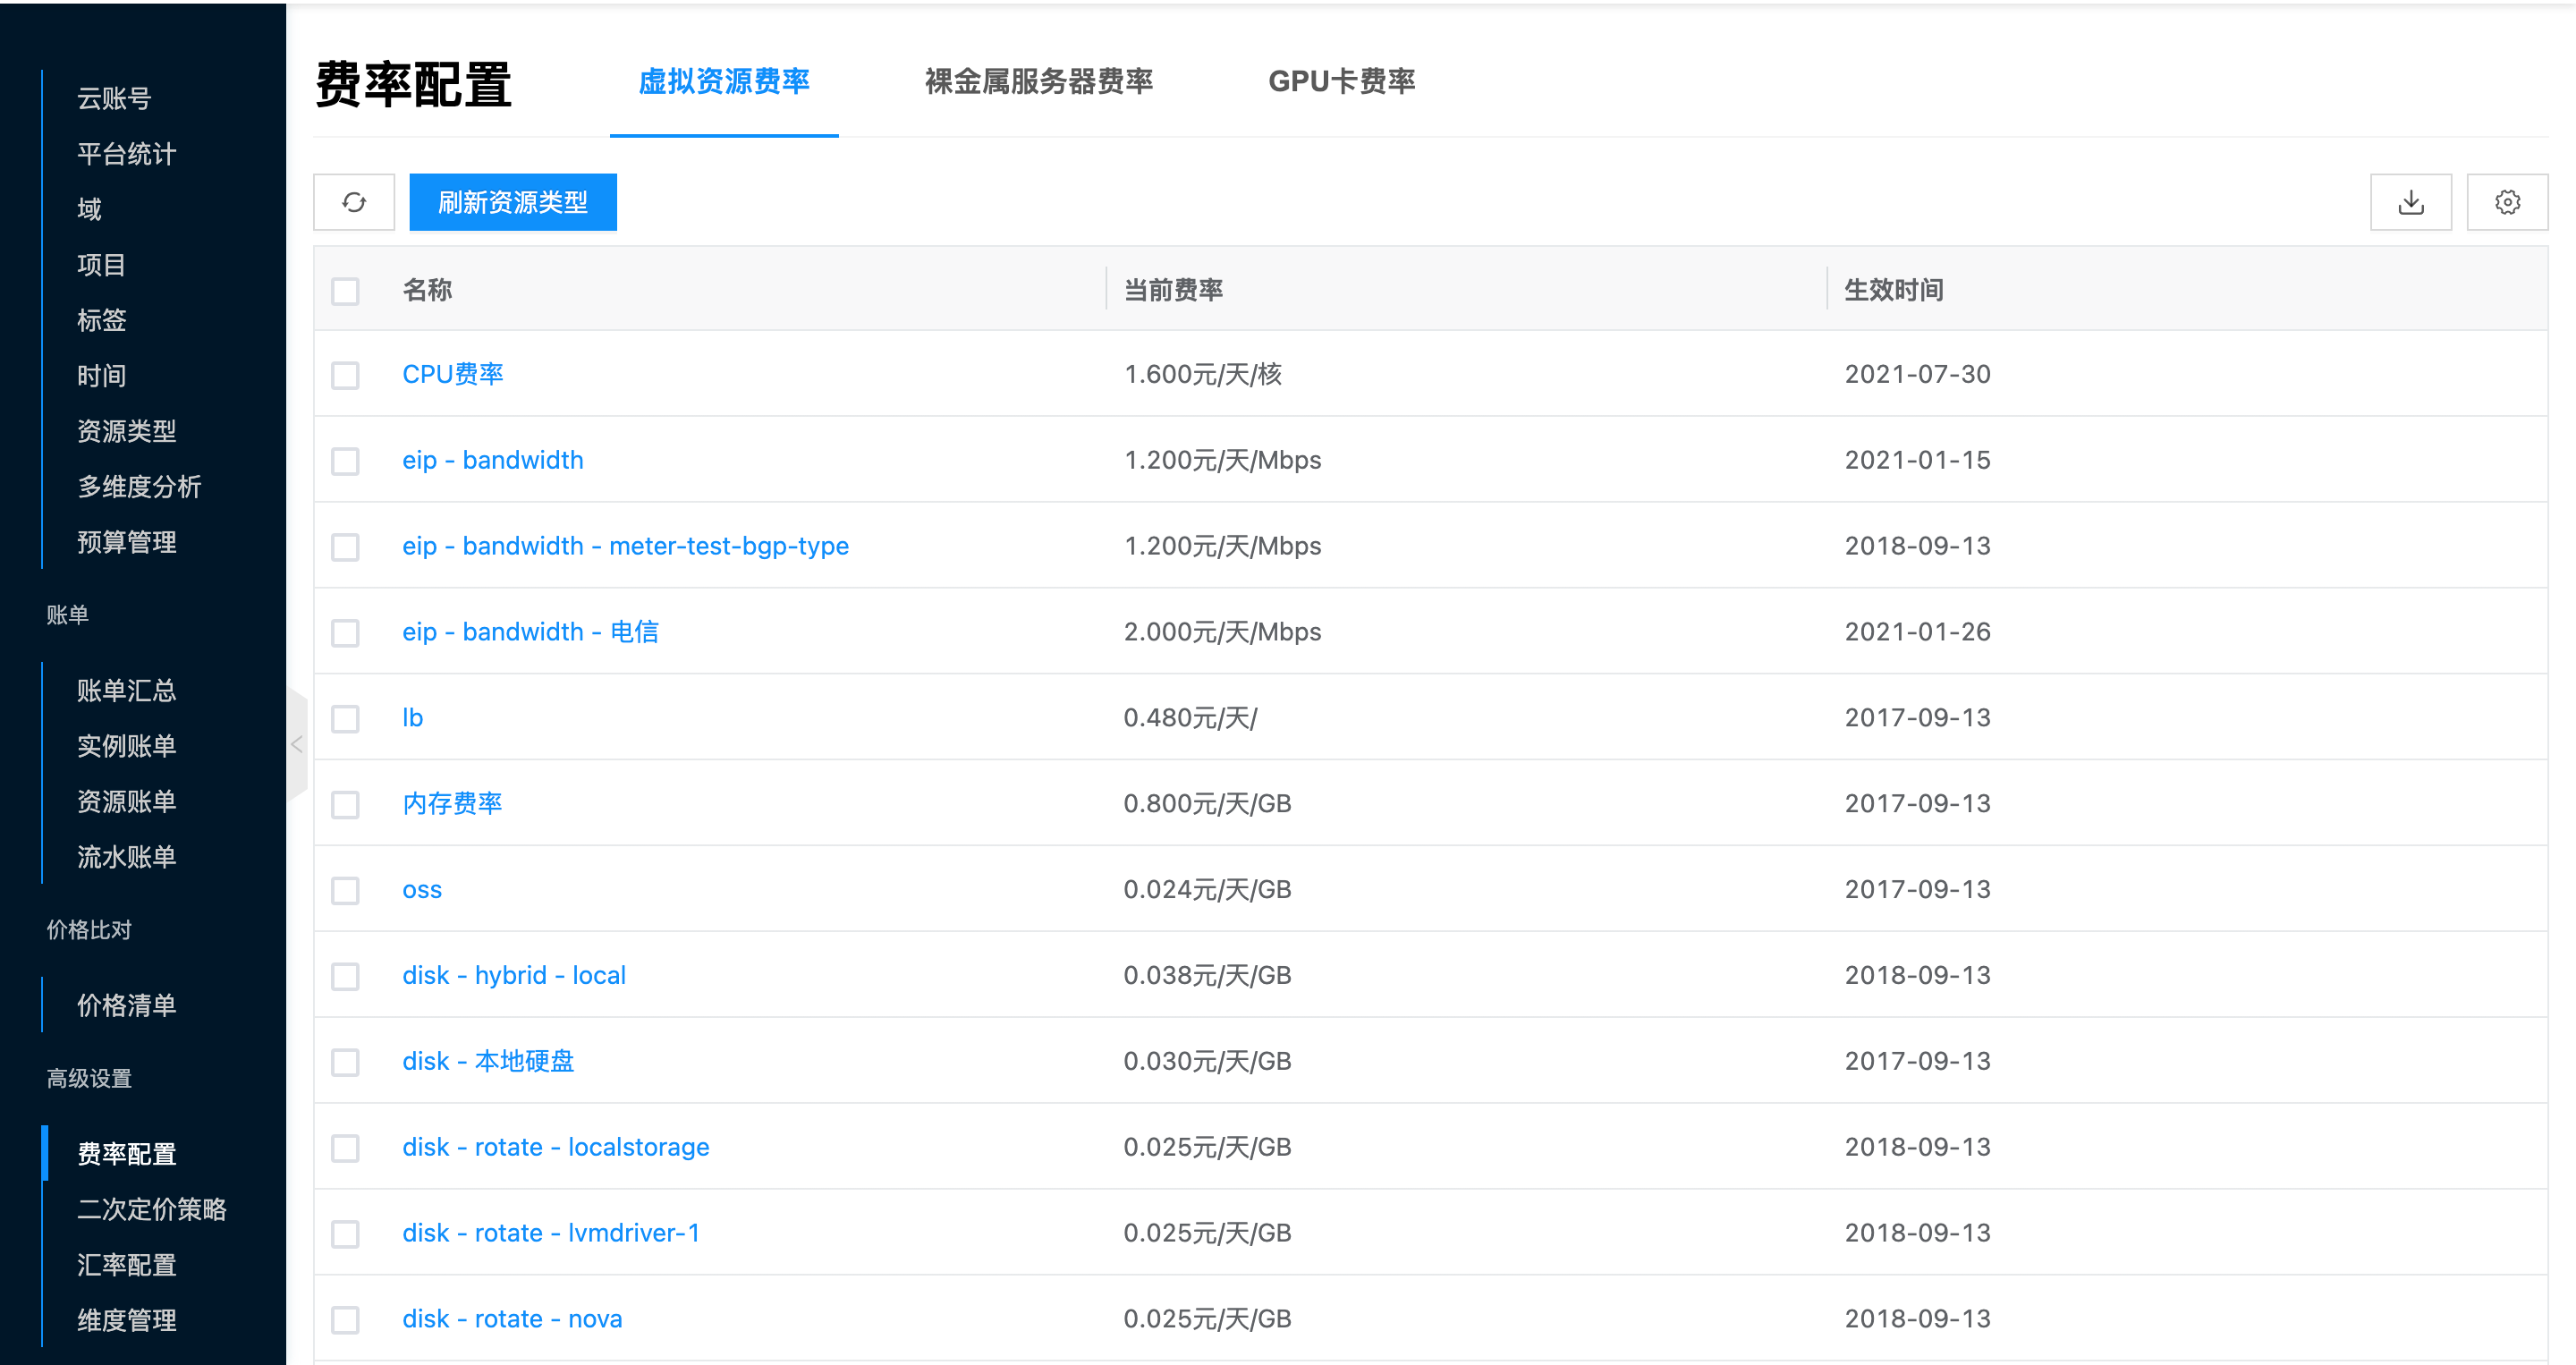 云账号
平台统计
域
项目
标签
时间
资源类型
多维度分析
预算管理
账单
账单汇总
实例账单
资源账单
流水账单
价格比对
价格清单
高级设置
费率配置
二次定价策略
汇率配置
维度管理
费率配置 虚拟资源费率 裸金属服务器费率 GPU卡费率
刷新资源类型
名称 当前费率 生效时间
CPU费率 1.600元/天/核 2021-07-30
eip - bandwidth 1.200元/天/Mbps 2021-01-15
eip - bandwidth - meter-test-bgp-type 1.200元/天/Mbps 2018-09-13
eip - bandwidth - 电信 2.000元/天/Mbps 2021-01-26
lb 0.480元/天/ 2017-09-13
内存费率 0.800元/天/GB 2017-09-13
oss 0.024元/天/GB 2017-09-13
disk - hybrid - local 0.038元/天/GB 2018-09-13
disk - 本地硬盘 0.030元/天/GB 2017-09-13
disk - rotate - localstorage 0.025元/天/GB 2018-09-13
disk - rotate - lvmdriver-1 0.025元/天/GB 2018-09-13
disk - rotate - nova 0.025元/天/GB 2018-09-13